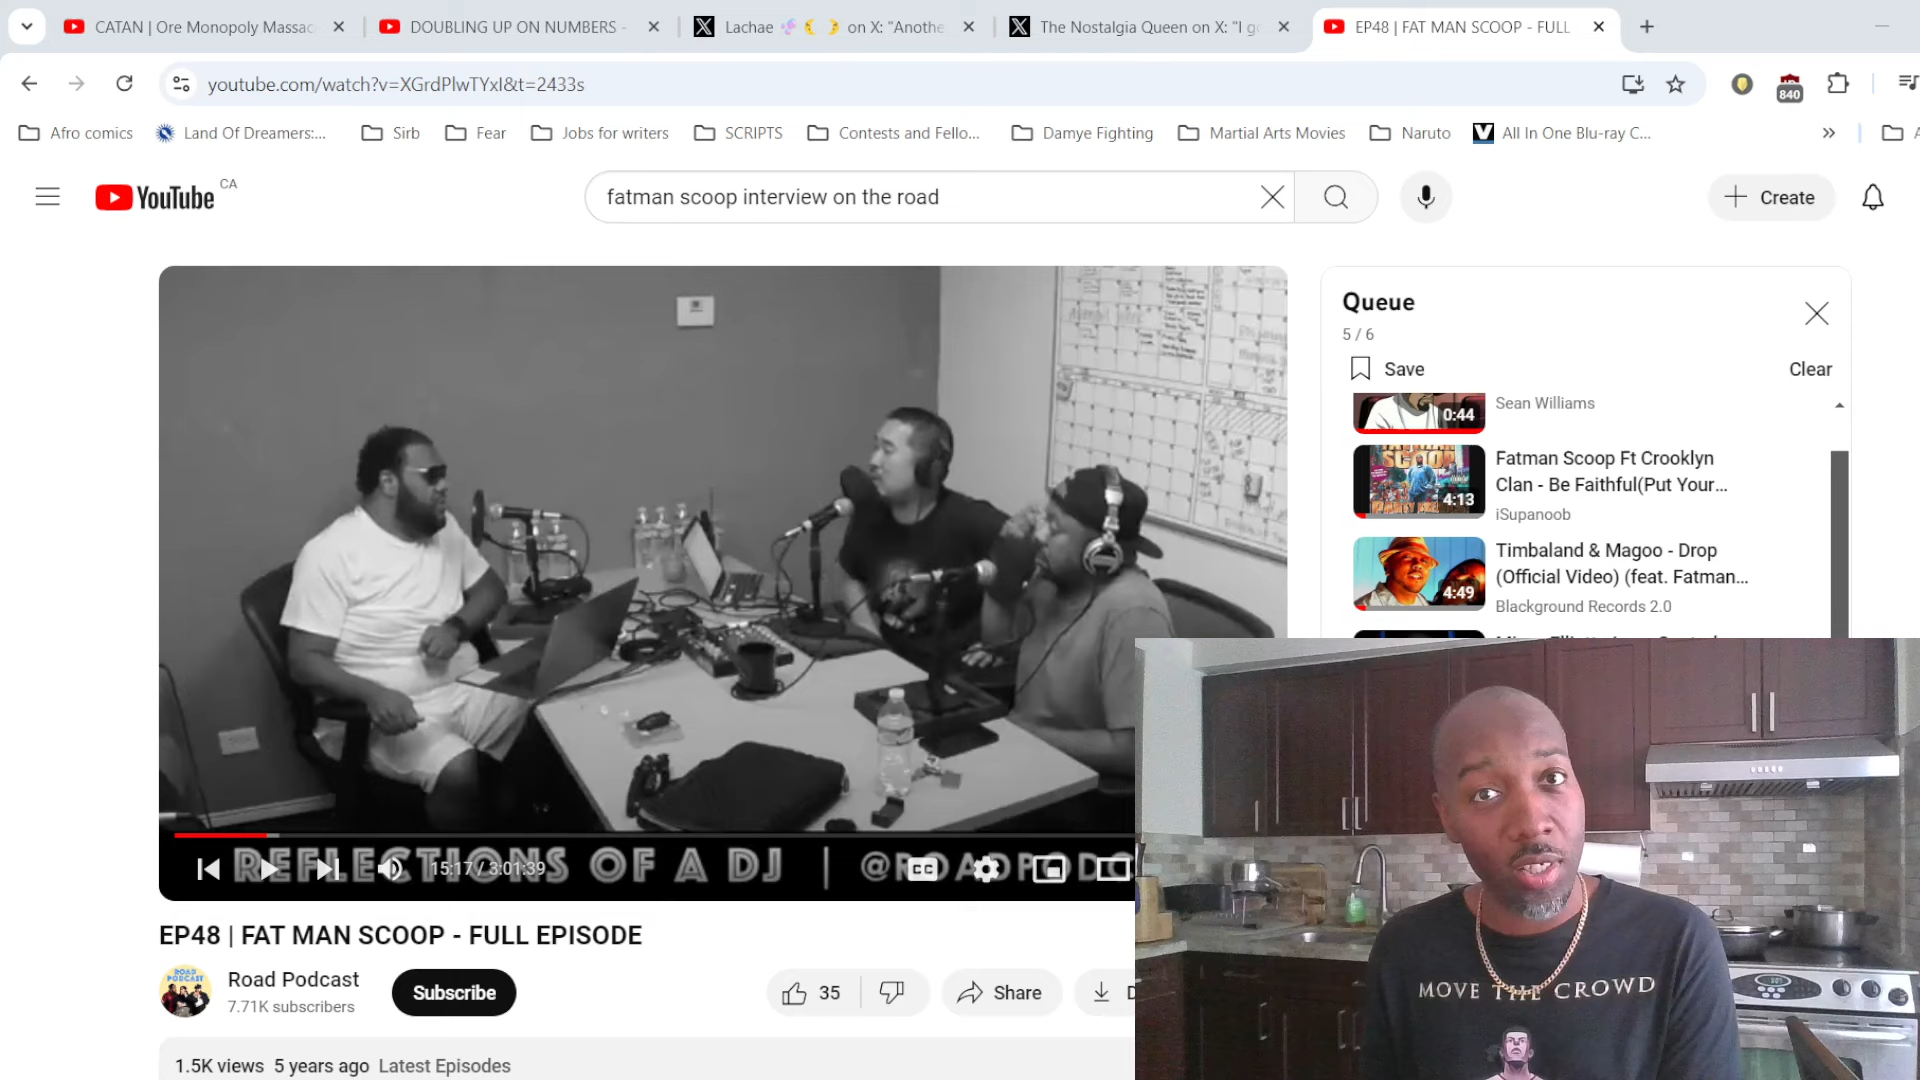 CATAN | Ore Monopoly Massac
DOUBLING UP ON NUMBERS -
Lachae on X: "Anothe
The Nostalgia Queen on X: "I go
EP48 | FAT MAN SCOOP - FULL
youtube.com/watch?v=XGrdPlwTYxI&t=2433s
840
Afro comics
Land Of Dreamers:...
Sirb
Fear
Jobs for writers
SCRIPTS
Contests and Fello...
Damye Fighting
Martial Arts Movies
Naruto
All In One Blu-ray C...
YouTube CA
fatman scoop interview on the road
Create
Queue
5 / 6
Save
Clear
0:44
Sean Williams
SCOOP
4:13
Fatman Scoop Ft Crooklyn
Clan - Be Faithful(Put Your...
iSupanoob
4:49
Timbaland & Magoo - Drop
(Official Video) (feat. Fatman...
Blackground Records 2.0
REFLECTIONS OF A DJ | @ROADPODC
15:17 / 3:01:39
EP48 | FAT MAN SCOOP - FULL EPISODE
ROAD
PODCAST
Road Podcast
7.71K subscribers
Subscribe
35
Share
D
1.5K views 5 years ago Latest Episodes
MOVE THE CROWD